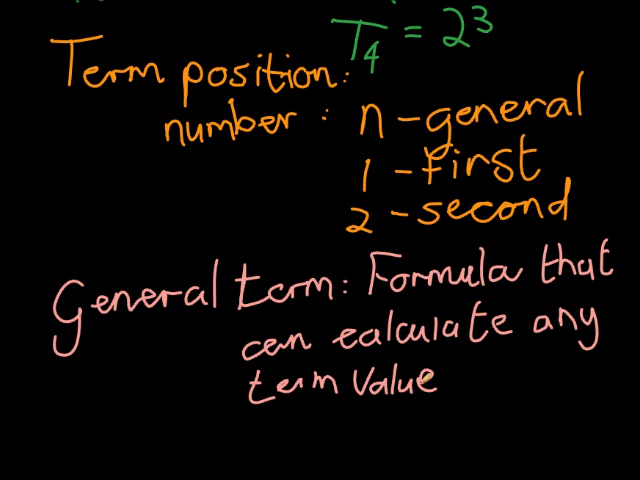 T4 = 2³
Term position
number : n - general
1 - first
2 - second
General term: Formula that
can calculate any
term value